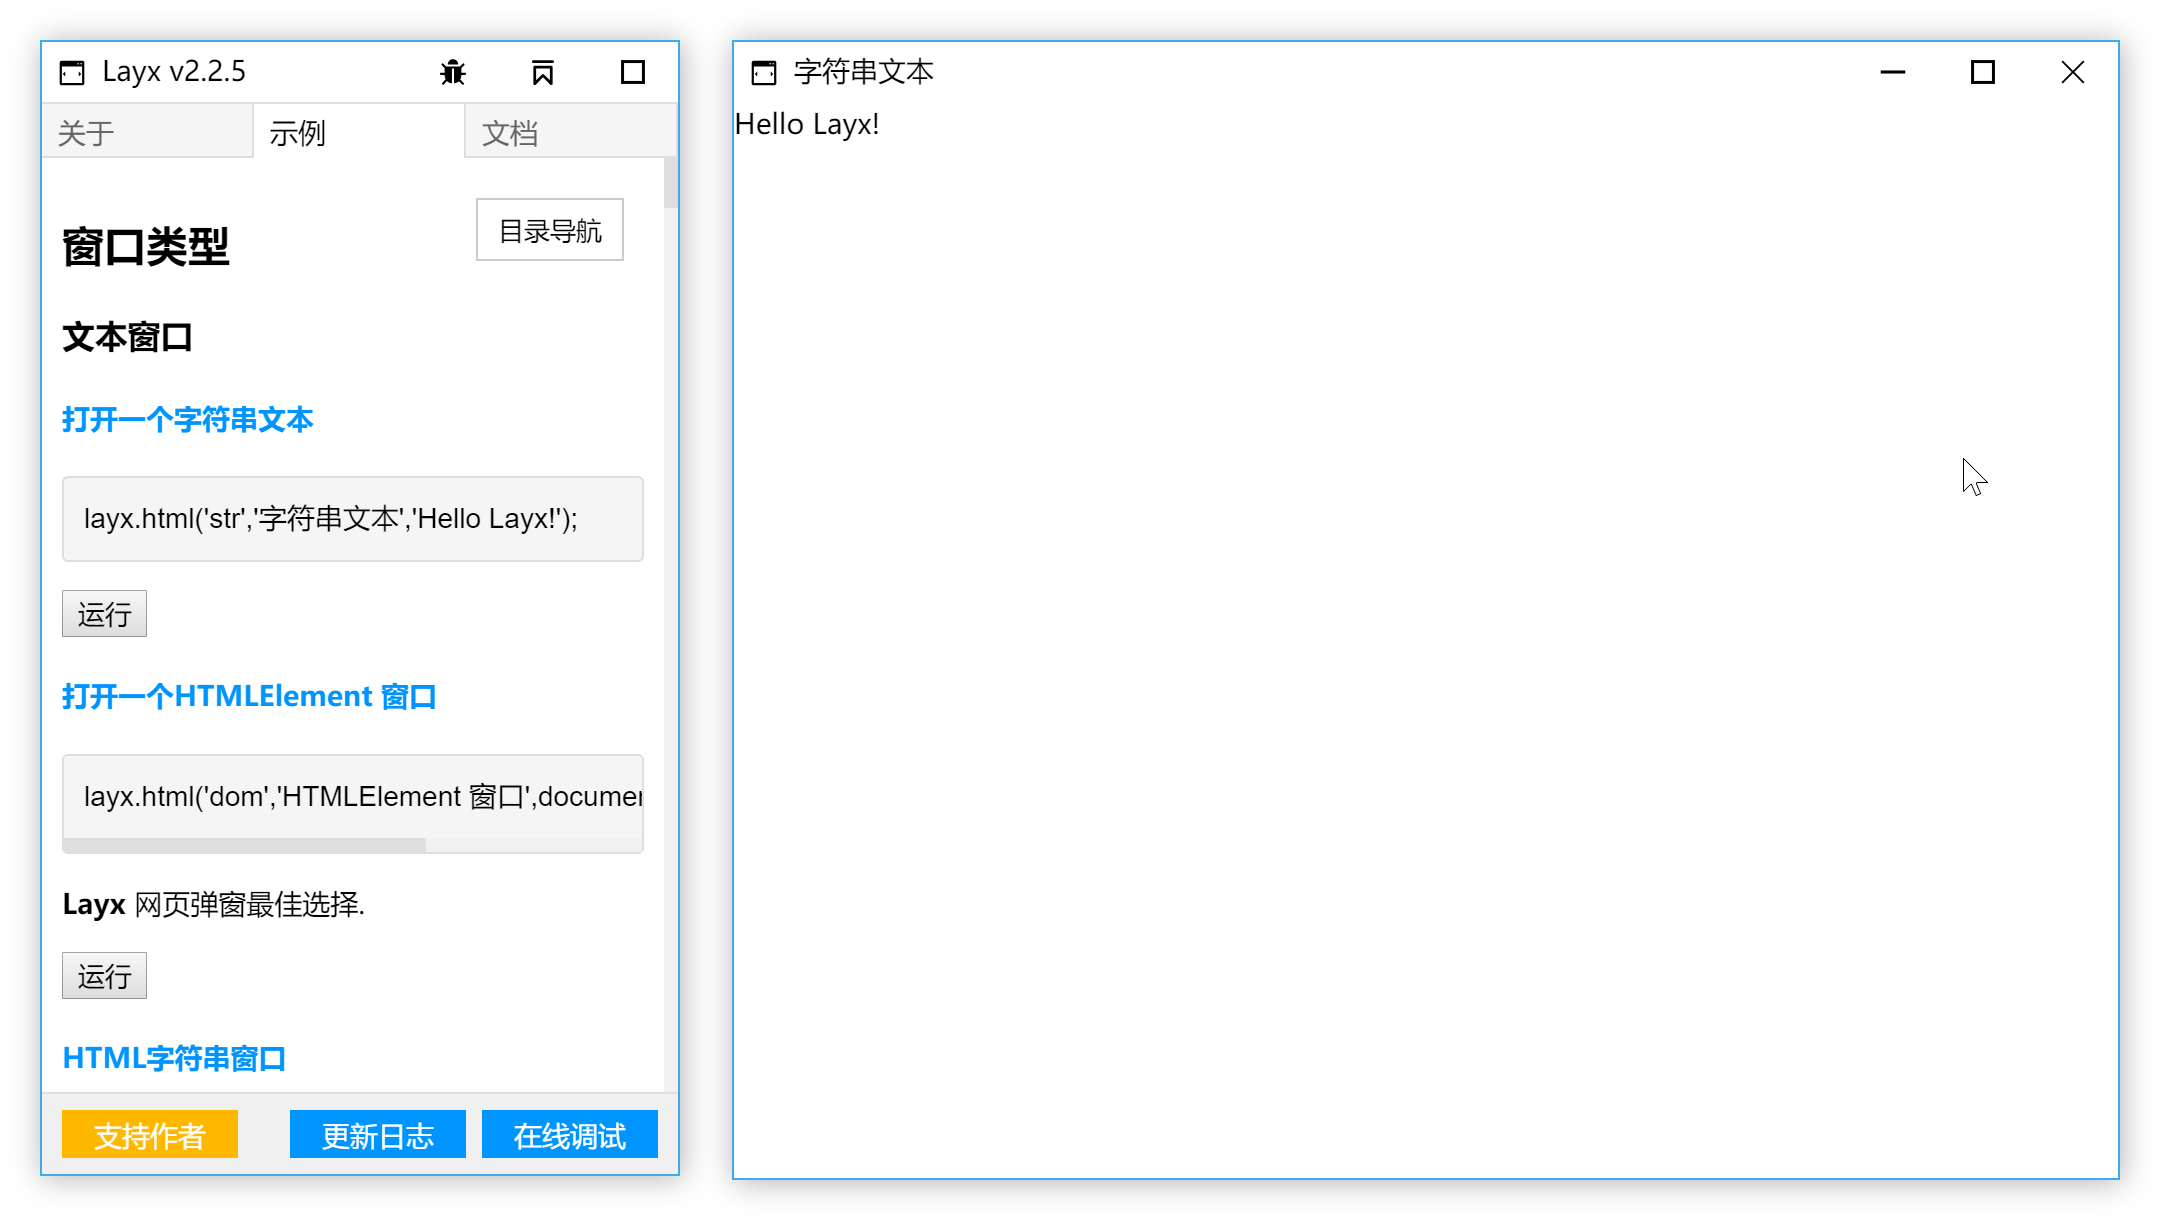 Layx v2.2.5
关于
示例
文档
目录导航
窗口类型
文本窗口
打开一个字符串文本
layx.html('str','字符串文本','Hello Layx!');
运行
打开一个HTMLElement 窗口
layx.html('dom','HTMLElement 窗口',documen
Layx 网页弹窗最佳选择.
运行
HTML字符串窗口
支持作者
更新日志
在线调试
字符串文本
Hello Layx!